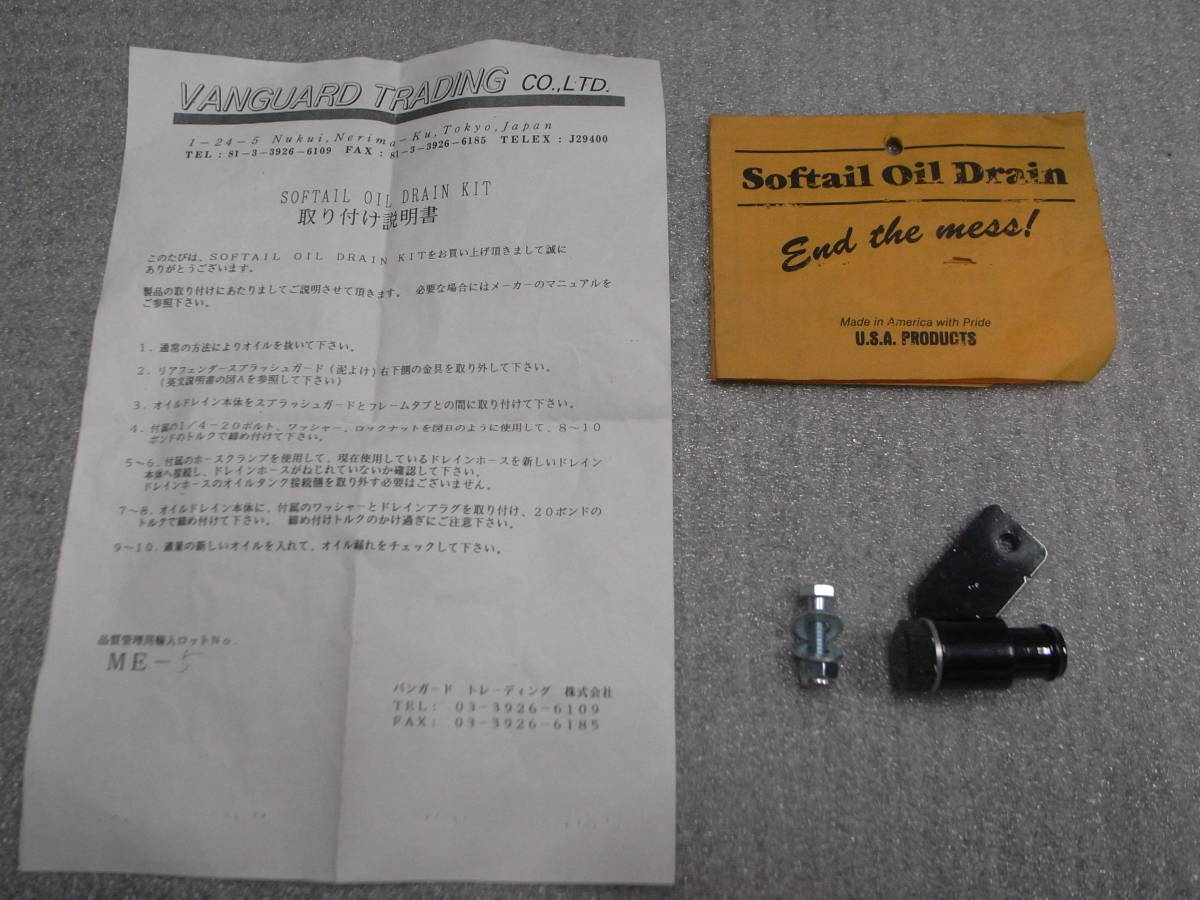 VANGUARD TRADING CO.,LTD.
1-24-5 Nukui,Nerima-Ku,Tokyo,Japan
TEL : 81-3-3926-6109 FAX : 81-3-3926-6185 TELEX : J29400
SOFTAIL OIL DRAIN KIT
取り付け説明書
このたびは、SOFTAIL OIL DRAIN KITをお買い上げ頂きまして誠に
ありがとうございます。
製品の取り付けにあたりましてご説明させて頂きます。 必要な場合にはメーカーのマニュアルを
ご参照下さい。
1. 通常の方法によりオイルを抜いて下さい。
2. リアフェンダースプラッシュガード (泥よけ) 右下側の金具を取り外して下さい。
(英文説明書の図Aを参照して下さい)
3. オイルドレイン本体をスプラッシュガードとフレームタブとの間に取り付けて下さい。
4. 付属の1/4-20ボルト、ワッシャー、ロックナットを図Bのように使用して、8～10
ポンドのトルクで締め付けて下さい。
5～6. 付属のホースクランプを使用して、現在使用しているドレインホースを新しいドレイン
本体へ接続し、ドレインホースがねじれていないか確認して下さい。
ドレインホースのオイルタンク接続側を取り外す必要はございません。
7～8. オイルドレイン本体に、付属のワッシャーとドレインプラグを取り付け、20ポンドの
トルクで締め付けて下さい。 締め付けトルクのかけ過ぎにご注意下さい。
9～10. 適量の新しいオイルを入れて、オイル漏れをチェックして下さい。
品質管理用輸入ロットNo.
ME-5
バンガード トレーディング 株式会社
TEL: 03-3926-6109
FAX: 03-3926-6185
Softail Oil Drain
End the mess!
Made in America with Pride
U.S.A. PRODUCTS